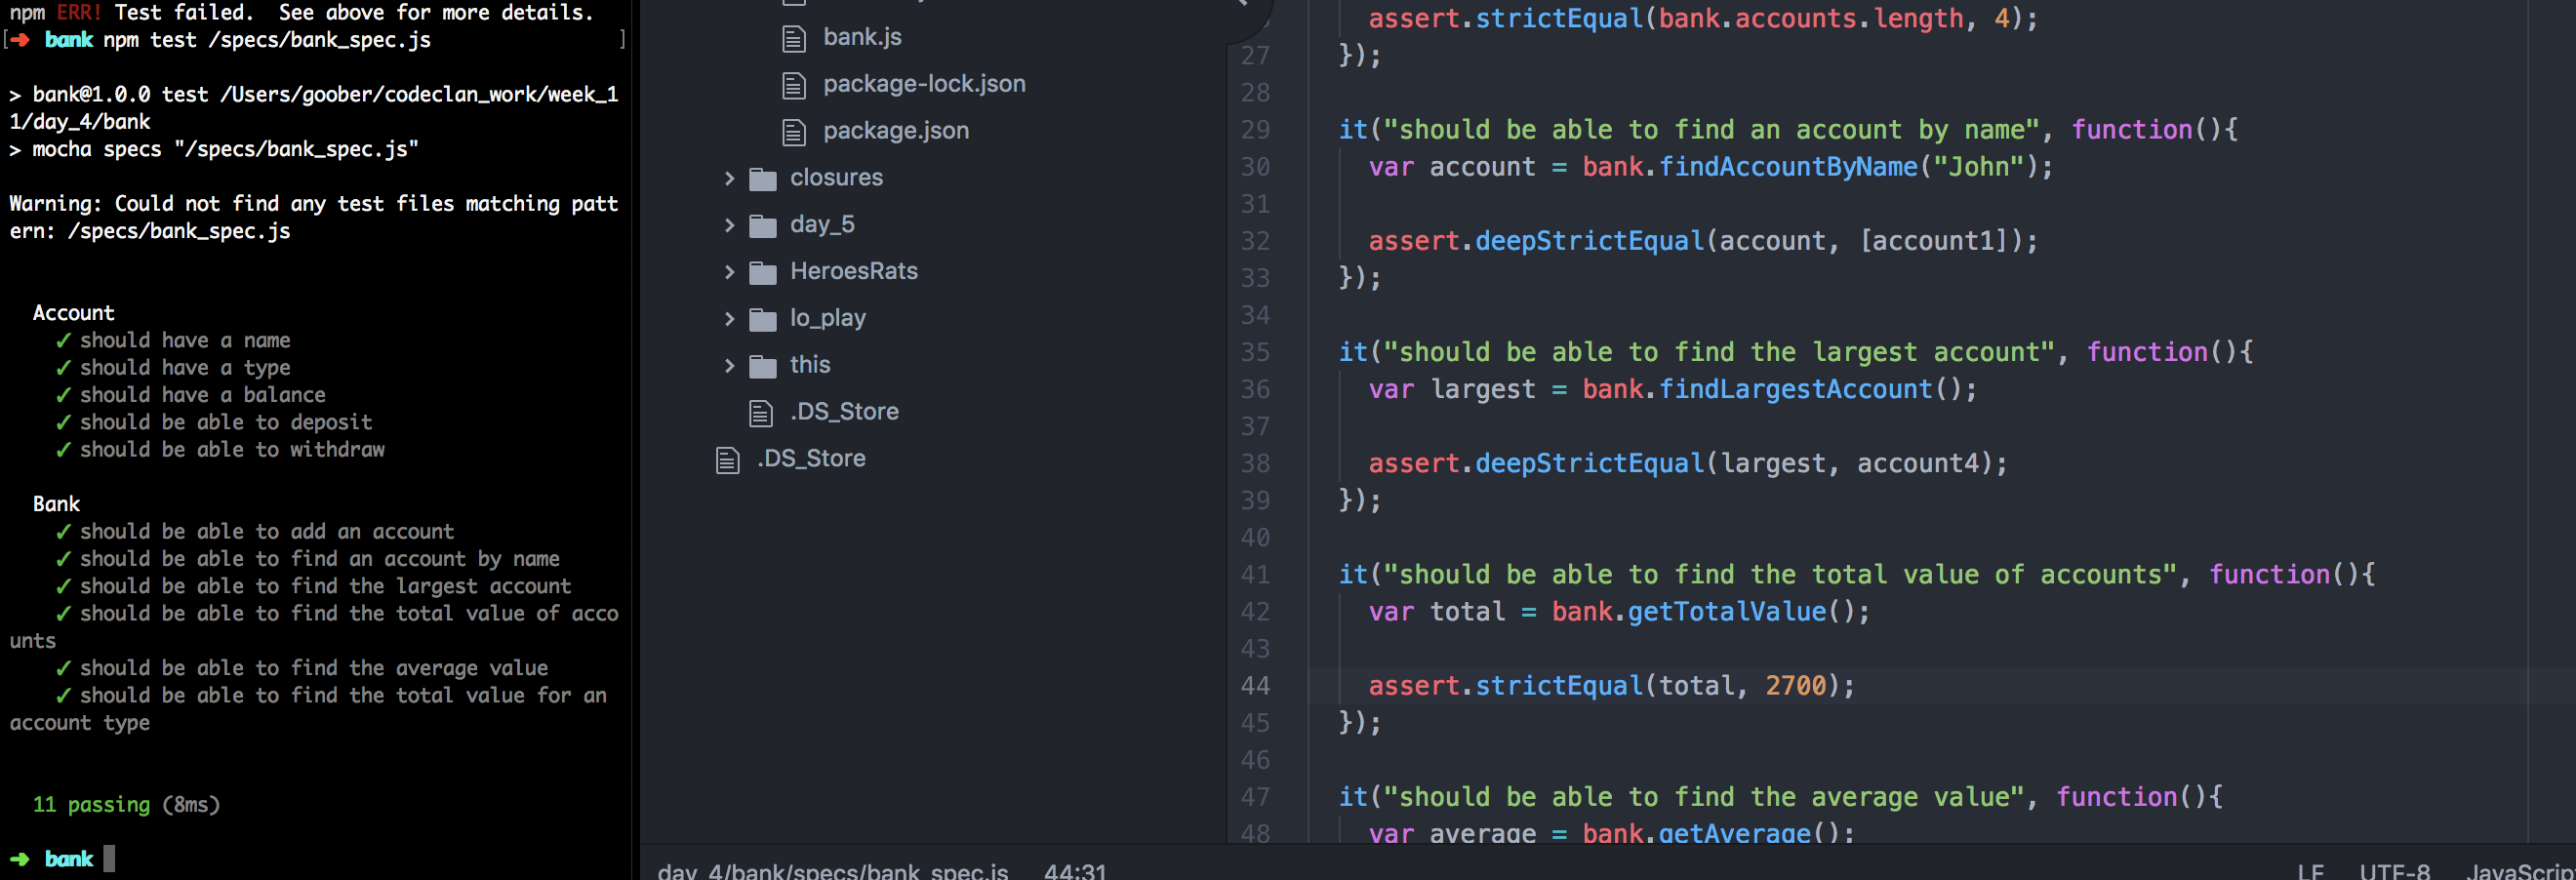 npm ERR! Test failed.  See above for more details.
[➜ bank npm test /specs/bank_spec.js ]
> bank@1.0.0 test /Users/goober/codeclan_work/week_1
1/day_4/bank
> mocha specs "/specs/bank_spec.js"
Warning: Could not find any test files matching patt
ern: /specs/bank_spec.js
Account
✓ should have a name
✓ should have a type
✓ should have a balance
✓ should be able to deposit
✓ should be able to withdraw
Bank
✓ should be able to add an account
✓ should be able to find an account by name
✓ should be able to find the largest account
✓ should be able to find the total value of acco
unts
✓ should be able to find the average value
✓ should be able to find the total value for an
account type
11 passing (8ms)
➜ bank
bank.js
package-lock.json
package.json
closures
day_5
HeroesRats
lo_play
this
.DS_Store
.DS_Store
assert.strictEqual(bank.accounts.length, 4);
27 });
28
29 it("should be able to find an account by name", function(){
30 var account = bank.findAccountByName("John");
31
32 assert.deepStrictEqual(account, [account1]);
33 });
34
35 it("should be able to find the largest account", function(){
36 var largest = bank.findLargestAccount();
37
38 assert.deepStrictEqual(largest, account4);
39 });
40
41 it("should be able to find the total value of accounts", function(){
42 var total = bank.getTotalValue();
43
44 assert.strictEqual(total, 2700);
45 });
46
47 it("should be able to find the average value", function(){
48 var average = bank.getAverage();
day_4/bank/specs/bank_spec.js 44:31 LF UTF-8 JavaScrip